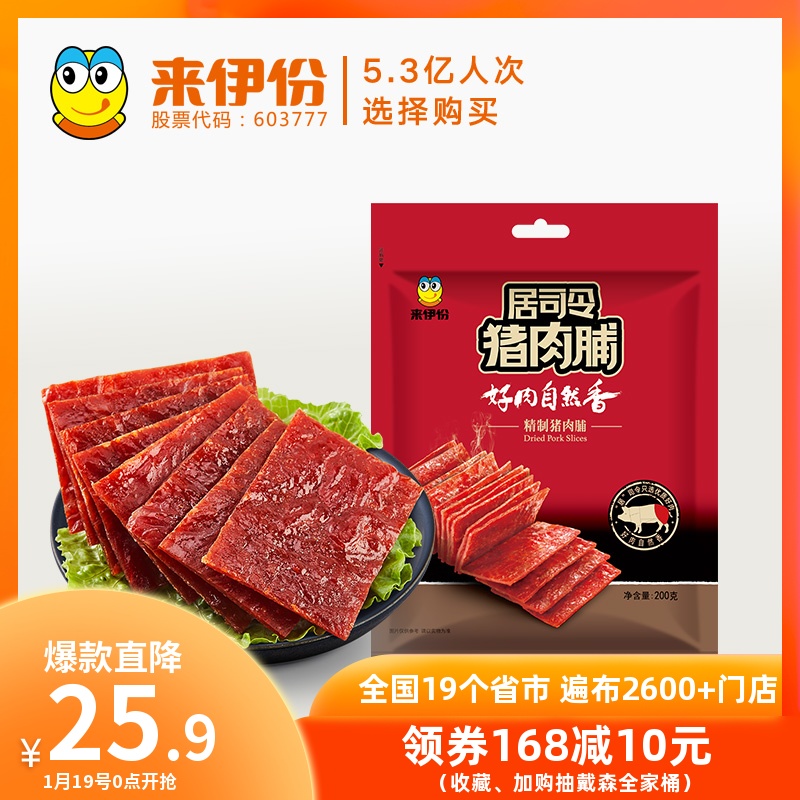 来伊份
股票代码：603777
5.3亿人次
选择购买
来伊份
居司令
猪肉脯
好肉自然香
精制猪肉脯
Dried Pork Slices
好肉自然香
净含量:200克
爆款直降
¥25.9
1月19号0点开抢
全国19个省市 遍布2600+门店
领券168减10元
（收藏、加购抽戴森全家桶）